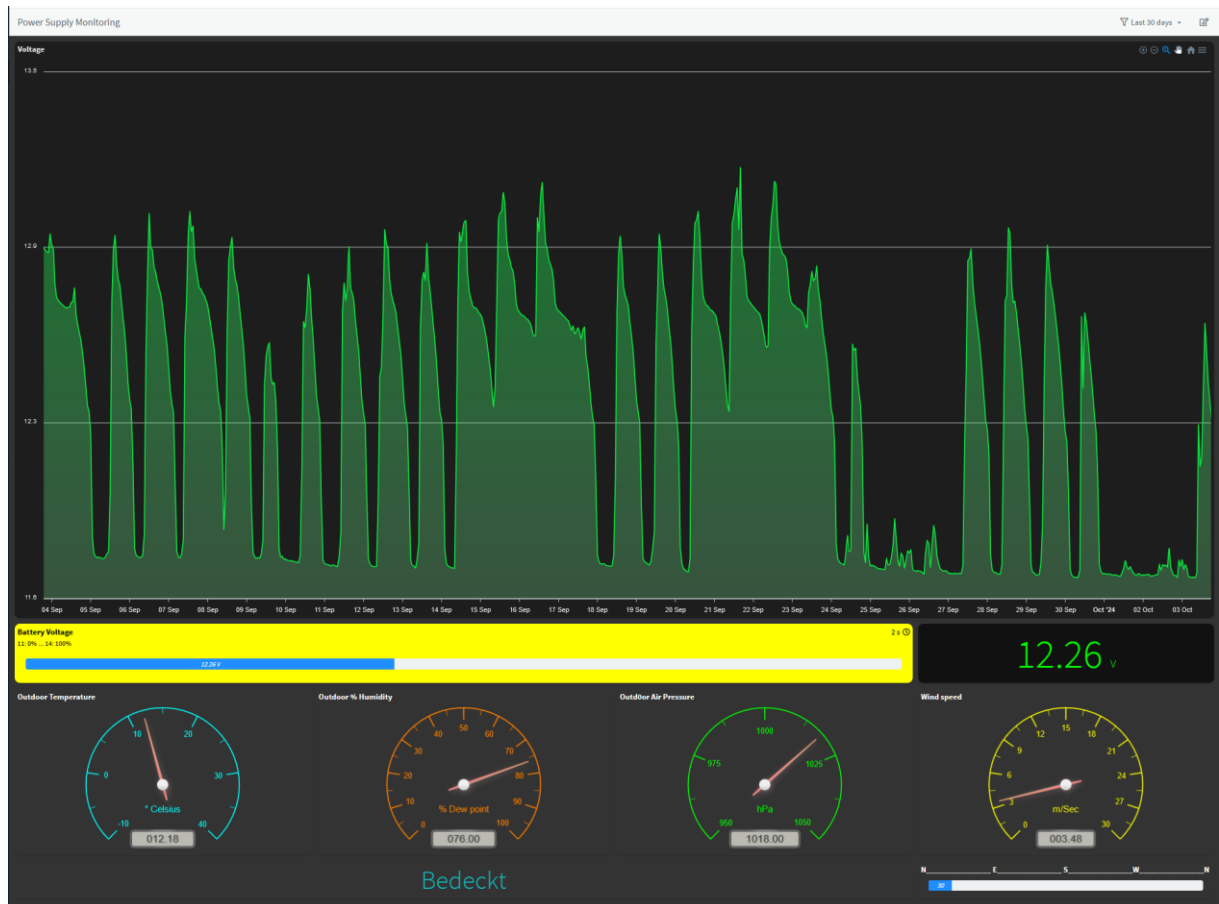 Power Supply Monitoring
Last 30 days
Voltage
13.5
12.9
12.3
11.6
04 Sep 05 Sep 06 Sep 07 Sep 08 Sep 09 Sep 10 Sep 11 Sep 12 Sep 13 Sep 14 Sep 15 Sep 16 Sep 17 Sep 18 Sep 19 Sep 20 Sep 21 Sep 22 Sep 23 Sep 24 Sep 25 Sep 26 Sep 27 Sep 28 Sep 29 Sep 30 Sep Oct '24 02 Oct 03 Oct
Battery Voltage 2 s
11: 0% ... 14: 100%
12.26 V
12.26 V
Outdoor Temperature
-10 0 10 20 30 40
° Celsius
012.18
Outdoor % Humidity
0 10 20 30 40 50 60 70 80 90 100
% Dew point
076.00
Outd0or Air Pressure
950 975 1000 1025 1050
hPa
1018.00
Wind speed
0 3 6 9 12 15 18 21 24 27 30
m/Sec
003.48
Bedeckt
N_______________E_______________S_______________W_______________N
30